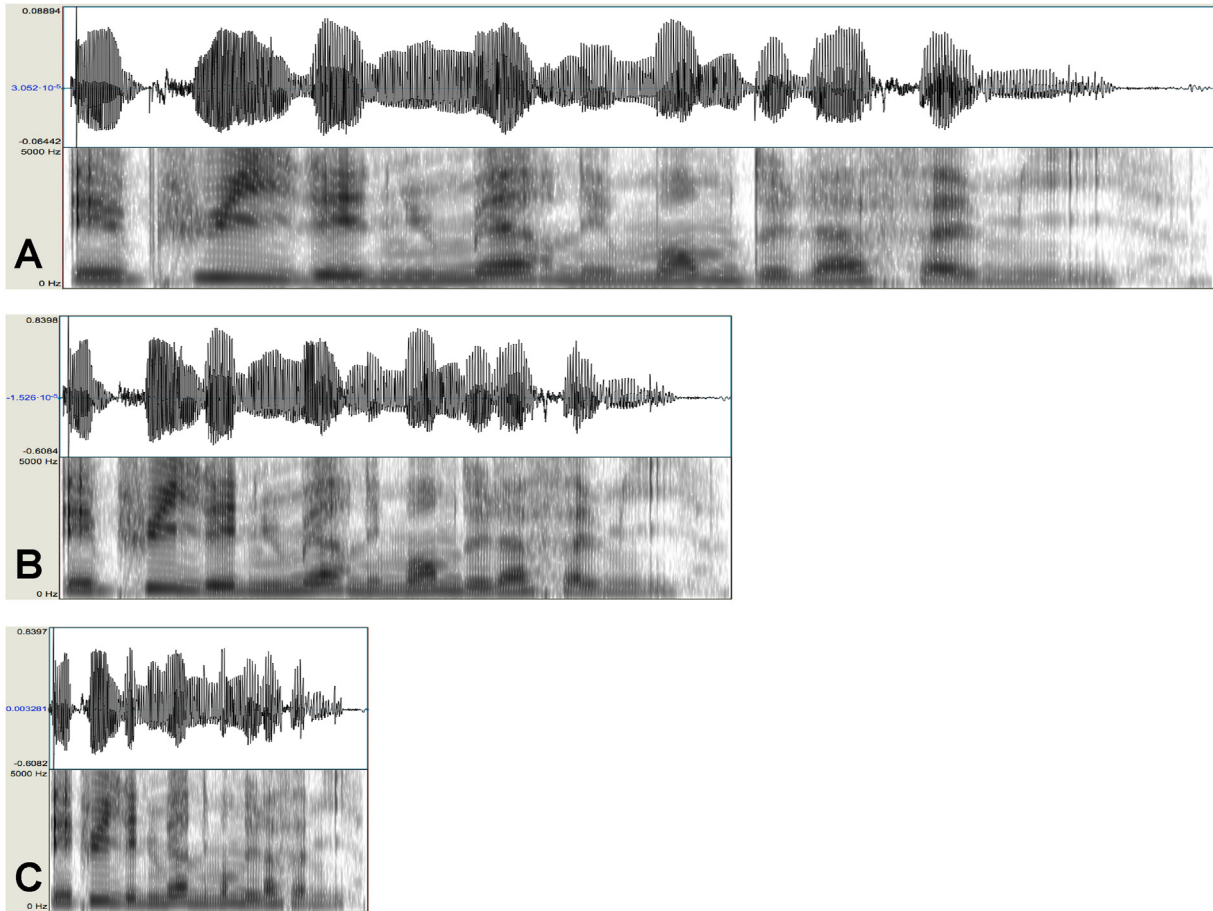 0.08894
3.052·10⁻⁵
-0.06442
5000 Hz
A
0 Hz
0.8398
-1.526·10⁻⁵
-0.6084
5000 Hz
B
0 Hz
0.8397
0.003281
-0.6082
5000 Hz
C
0 Hz